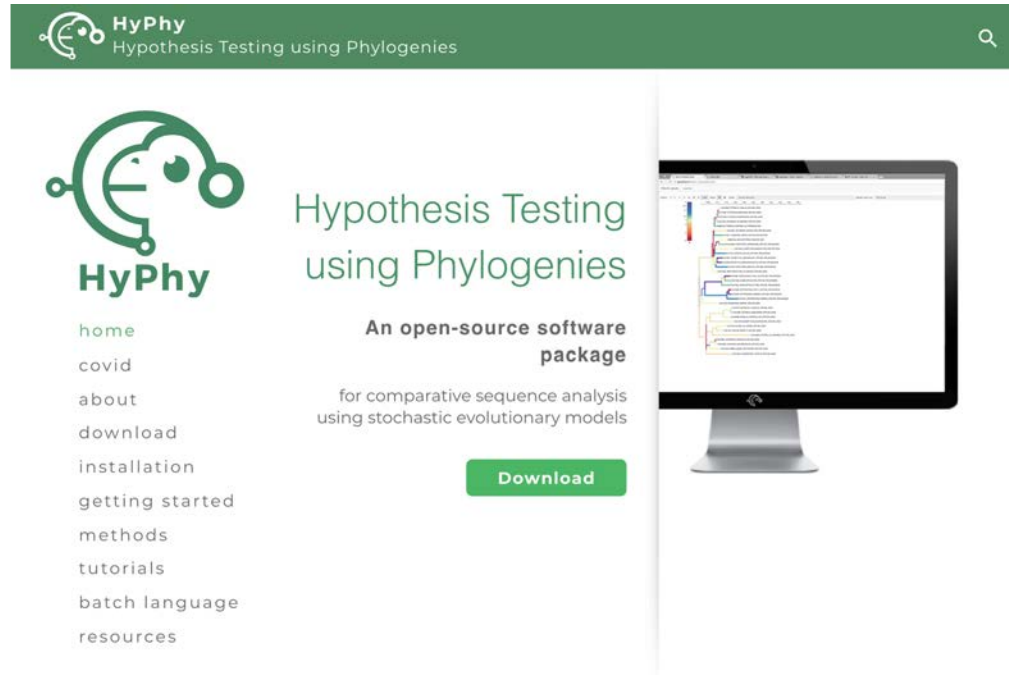 HyPhy
Hypothesis Testing using Phylogenies
HyPhy
home
covid
about
download
installation
getting started
methods
tutorials
batch language
resources
Hypothesis Testing
using Phylogenies
An open-source software
package
for comparative sequence analysis
using stochastic evolutionary models
Download